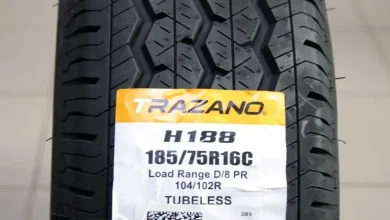 TRAZANO
H188
185/75R16C
Load Range D/8 PR
104/102R
TUBELESS